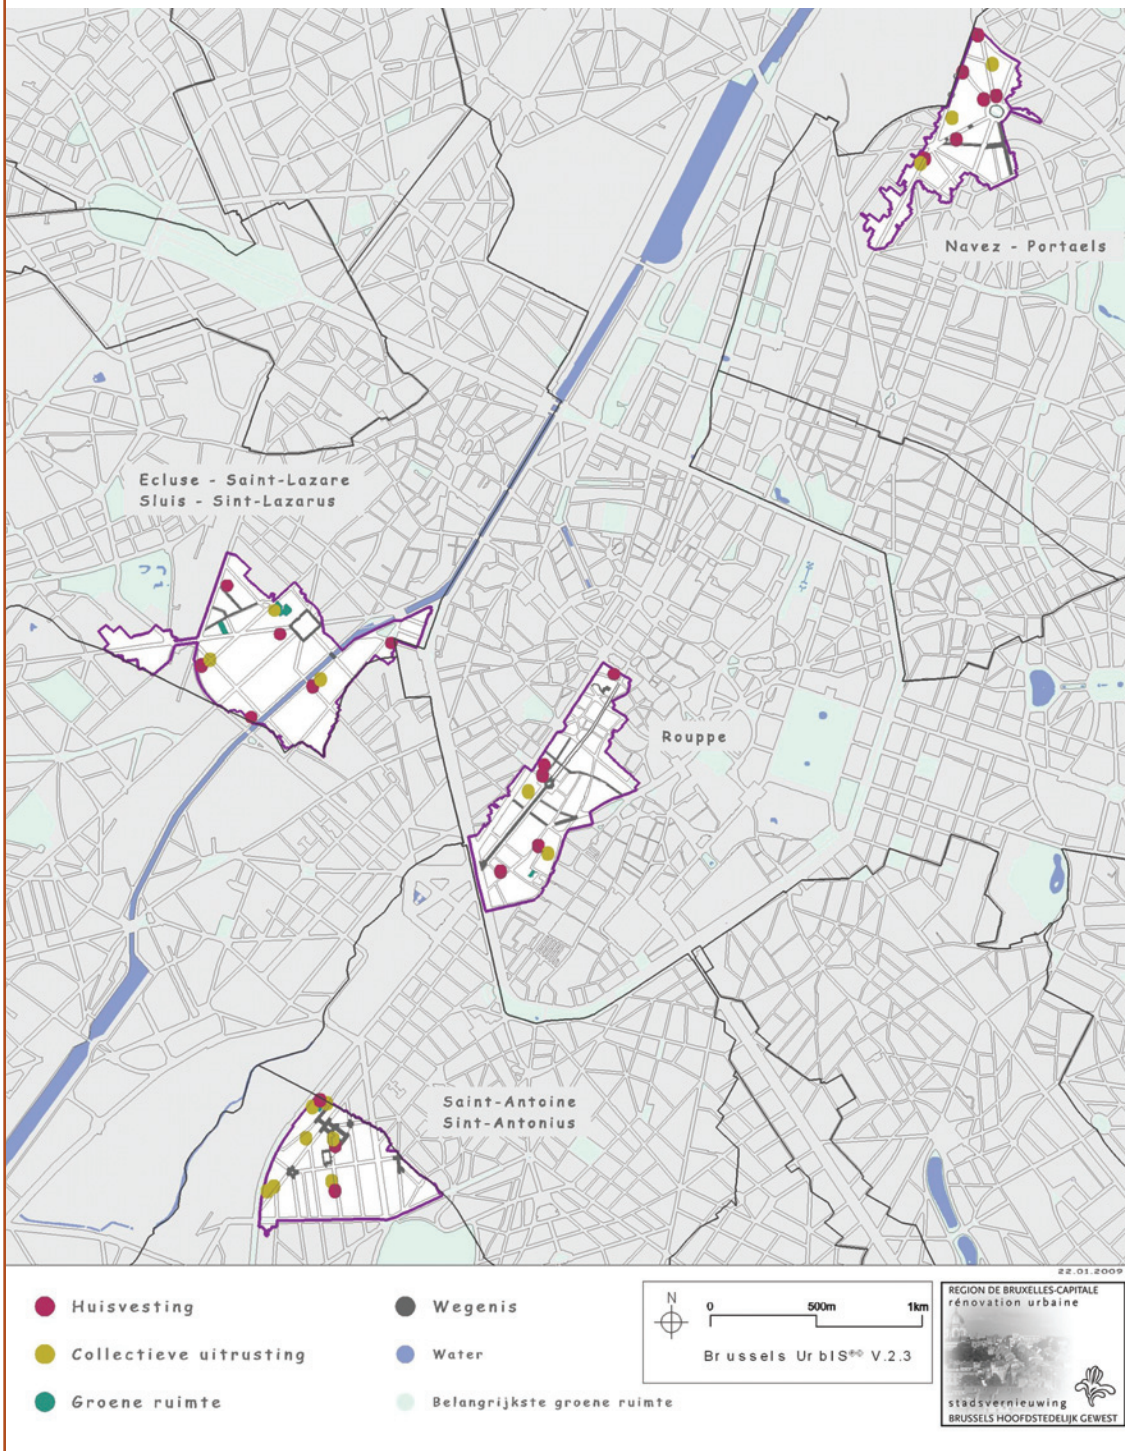 Navez - Portaels
Ecluse - Saint-Lazare
Sluis - Sint-Lazarus
Rouppe
Saint-Antoine
Sint-Antonius
22.01.2009
Huisvesting
Collectieve uitrusting
Groene ruimte
Wegenis
Water
Belangrijkste groene ruimte
N
0 500m 1km
Brussels UrbIS®© V.2.3
REGION DE BRUXELLES-CAPITALE
rénovation urbaine
stadsvernieuwing
BRUSSELS HOOFDSTEDELIJK GEWEST